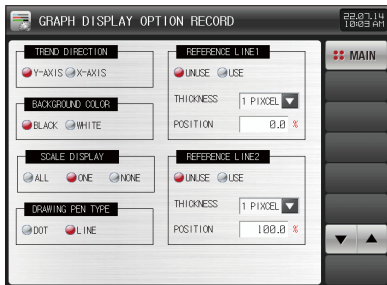 GRAPH DISPLAY OPTION RECORD
22.07.14
10:03 AM
TREND DIRECTION
Y-AXIS X-AXIS
BACKGROUND COLOR
BLACK WHITE
SCALE DISPLAY
ALL ONE NONE
DRAWING PEN TYPE
DOT LINE
REFERENCE LINE1
UNUSE USE
THICKNESS 1 PIXCEL
POSITION 0.0 %
REFERENCE LINE2
UNUSE USE
THICKNESS 1 PIXCEL
POSITION 100.0 %
MAIN